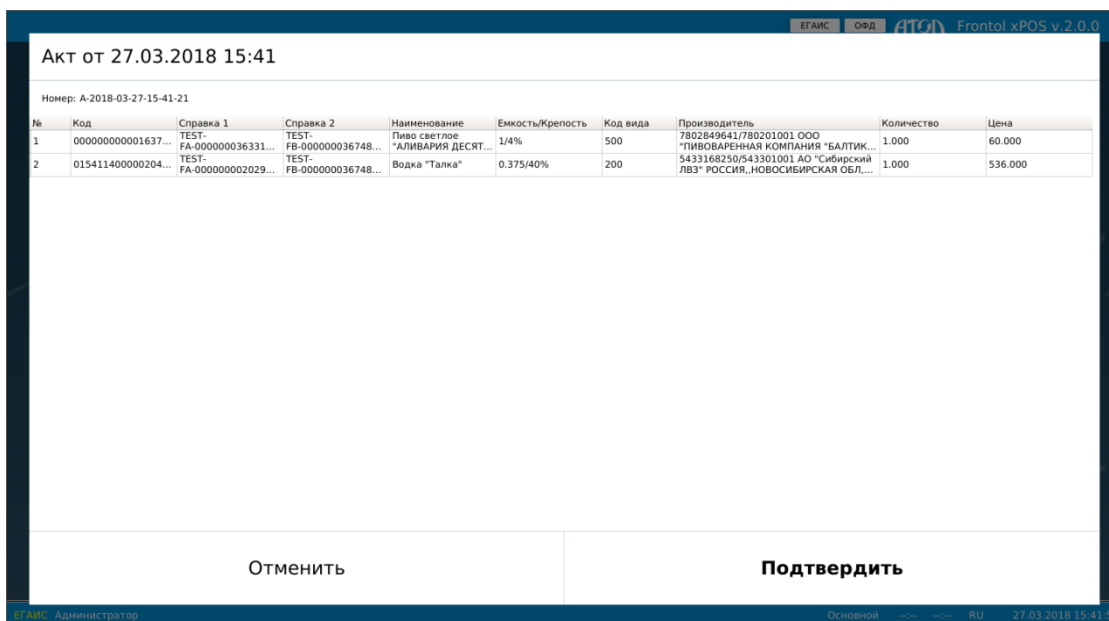 ЕГАИС ОФД АТОЛ Frontol xPOS v.2.0.0
Акт от 27.03.2018 15:41
Номер: A-2018-03-27-15-41-21
№ Код Справка 1 Справка 2 Наименование Емкость/Крепость Код вида Производитель Количество Цена
1 000000000001637... TEST- FA-000000036331... TEST- FB-000000036748... Пиво светлое "АЛИВАРИЯ ДЕСЯТ... 1/4% 500 7802849641/780201001 ООО "ПИВОВАРЕННАЯ КОМПАНИЯ "БАЛТИК... 1.000 60.000
2 015411400000204... TEST- FA-000000002029... TEST- FB-000000036748... Водка "Талка" 0.375/40% 200 5433168250/543301001 АО "Сибирский ЛВЗ" РОССИЯ,,НОВОСИБИРСКАЯ ОБЛ,... 1.000 536.000
Отменить Подтвердить
ЕГАИС Администратор Основной --:-- --:-- RU 27.03.2018 15:41: